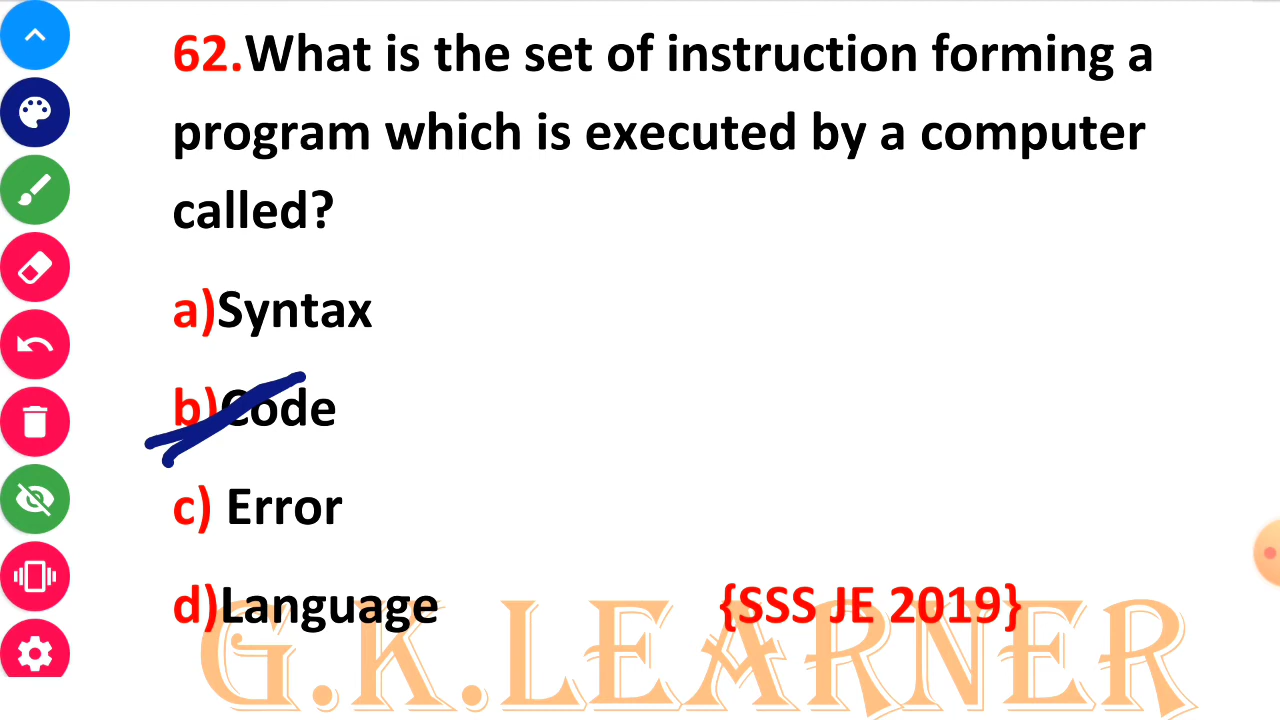 62.What is the set of instruction forming a
program which is executed by a computer
called?
a)Syntax
b)Code
c) Error
d)Language {SSS JE 2019}
G.K.LEARNER